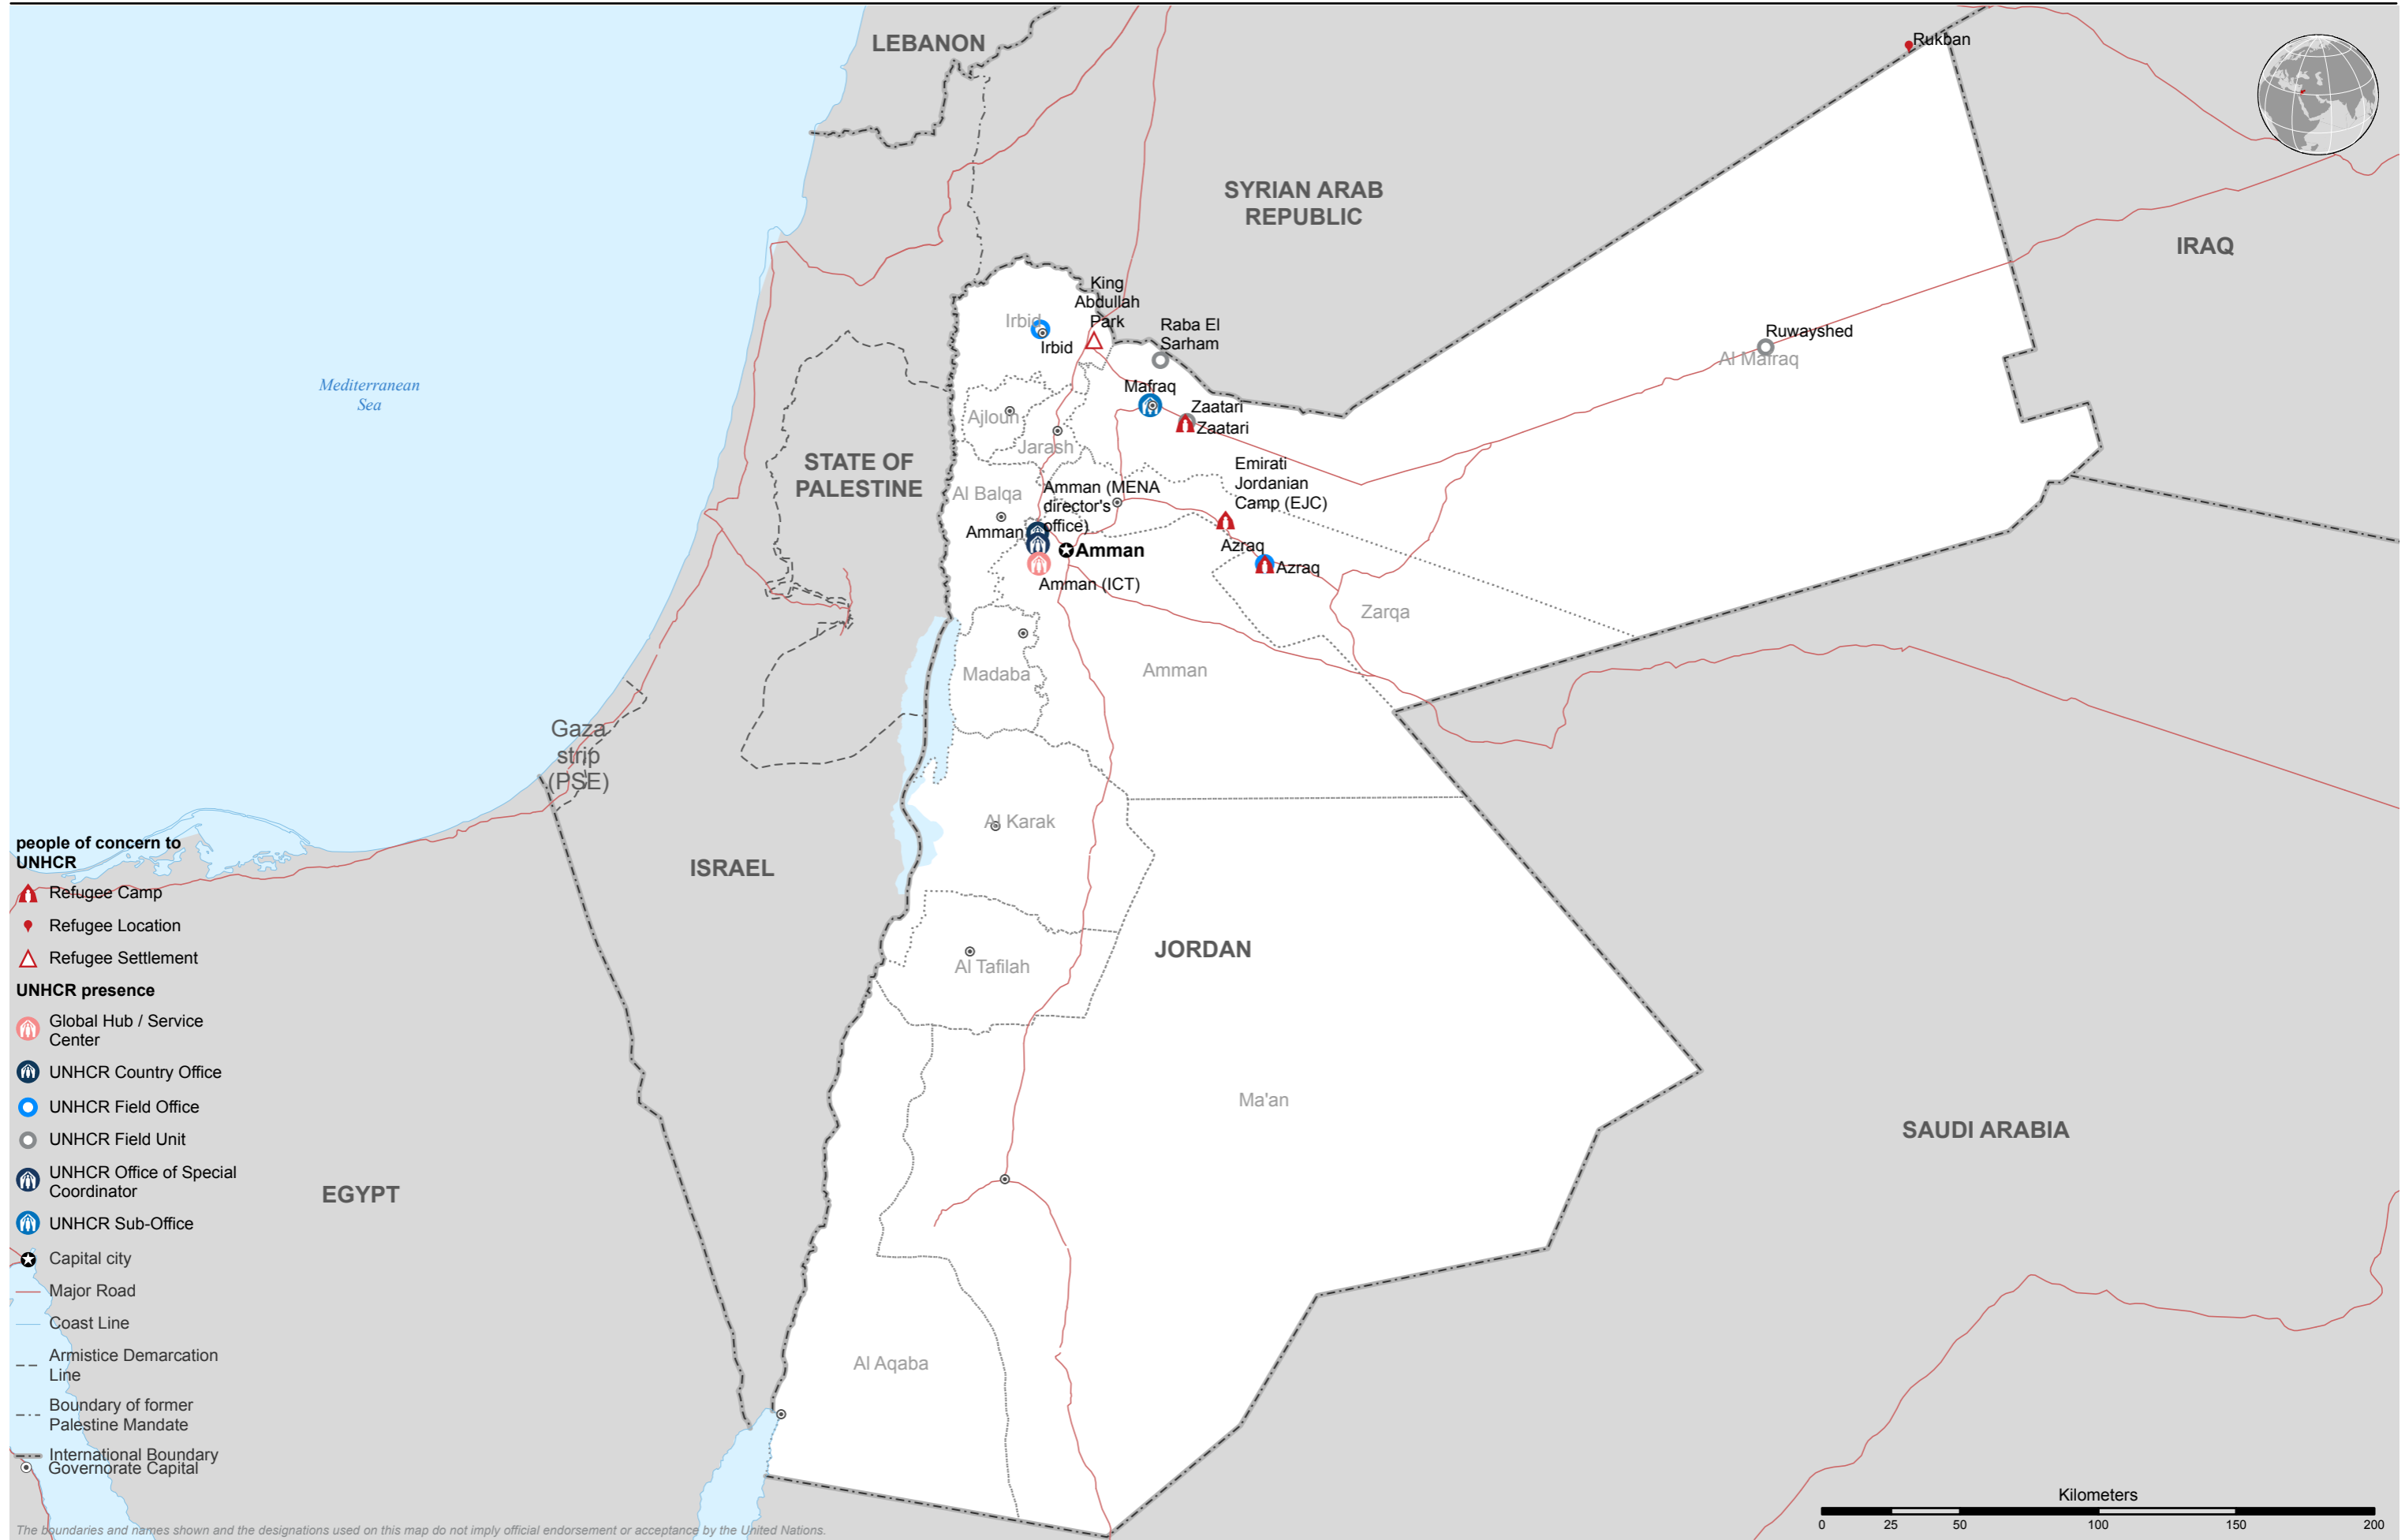 LEBANON
Rukban
SYRIAN ARAB
REPUBLIC
IRAQ
King
Abdullah
Park
Irbid
Irbid
Raba El
Sarham
Ruwayshed
Al Mafraq
Mediterranean
Sea
Mafraq
Zaatari
Zaatari
Ajloun
Jarash
STATE OF
PALESTINE
Emirati
Jordanian
Camp (EJC)
Al Balqa
Amman (MENA
director's
office)
Amman
Amman
Azraq
Azraq
Amman (ICT)
Zarqa
Madaba
Amman
Gaza
strip
(PSE)
Al Karak
ISRAEL
JORDAN
Al Tafilah
Ma'an
SAUDI ARABIA
EGYPT
Al Aqaba
people of concern to
UNHCR
Refugee Camp
Refugee Location
Refugee Settlement
UNHCR presence
Global Hub / Service
Center
UNHCR Country Office
UNHCR Field Office
UNHCR Field Unit
UNHCR Office of Special
Coordinator
UNHCR Sub-Office
Capital city
Major Road
Coast Line
Armistice Demarcation
Line
Boundary of former
Palestine Mandate
International Boundary
Governorate Capital
Kilometers
0 25 50 100 150 200
The boundaries and names shown and the designations used on this map do not imply official endorsement or acceptance by the United Nations.